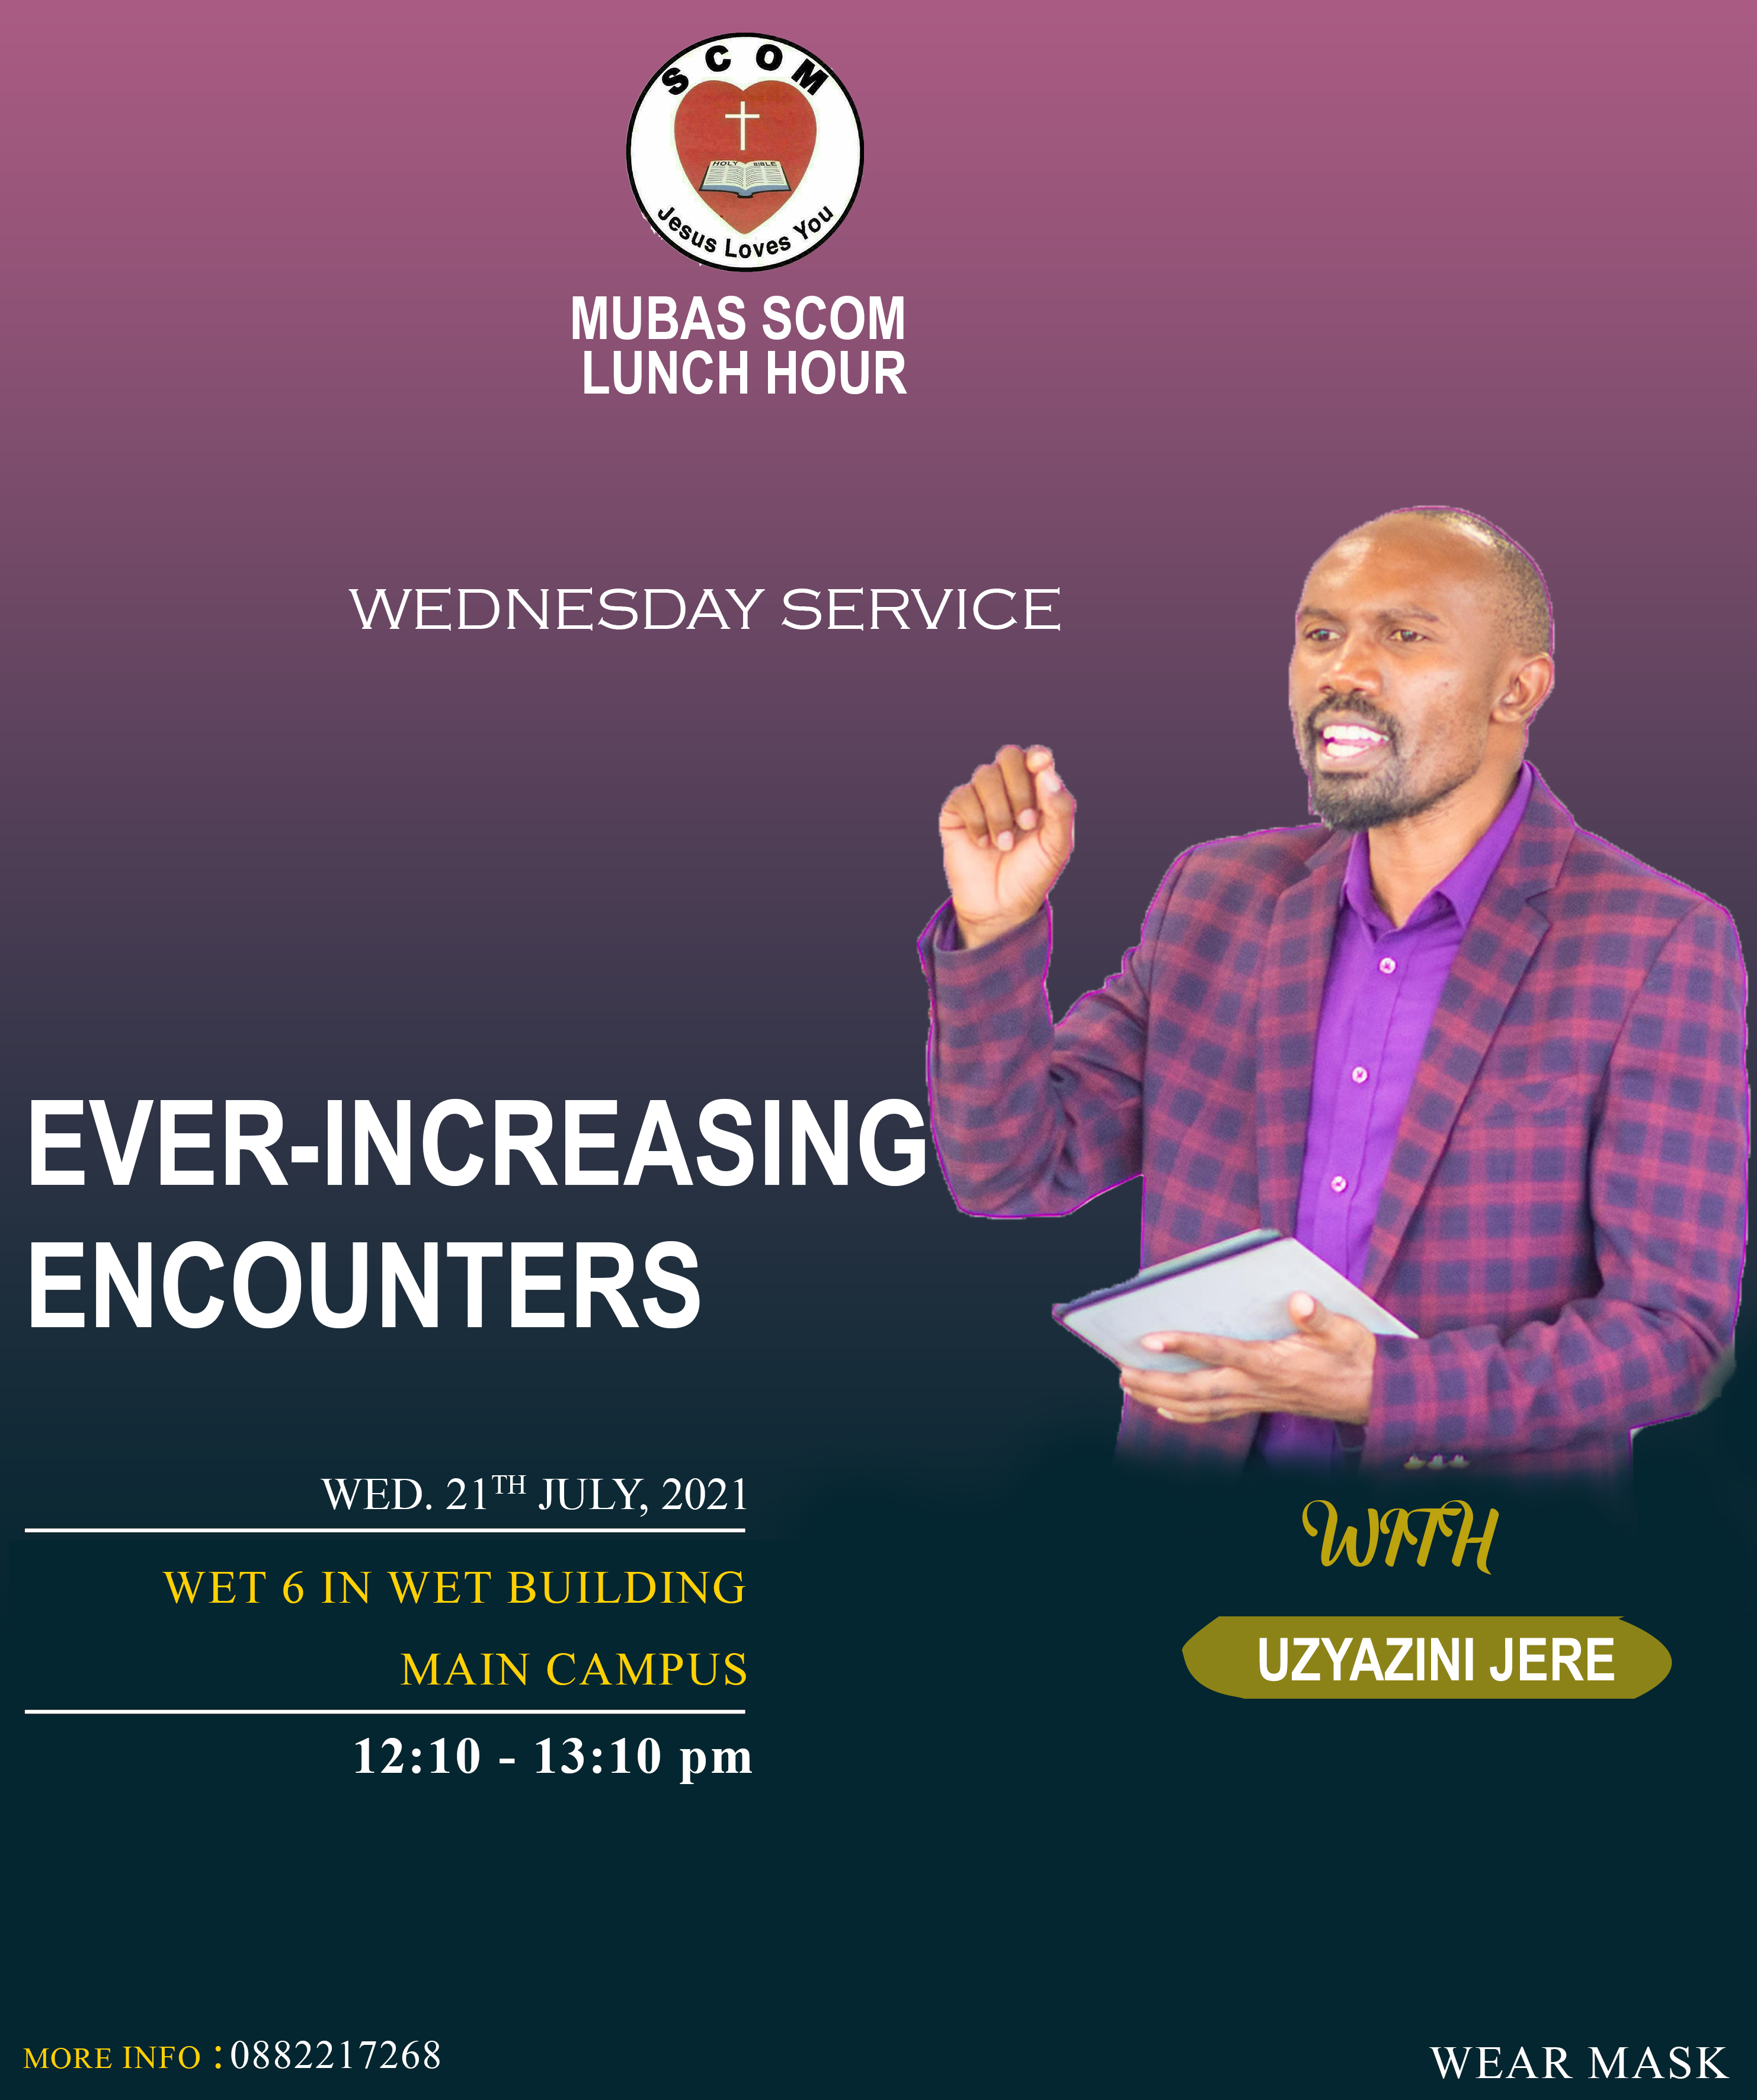 SCOM
HOLY BIBLE
Jesus Loves You
MUBAS SCOM
LUNCH HOUR
WEDNESDAY SERVICE
EVER-INCREASING
ENCOUNTERS
WED. 21TH JULY, 2021
WET 6 IN WET BUILDING
MAIN CAMPUS
12:10 - 13:10 pm
WITH
UZYAZINI JERE
MORE INFO : 0882217268
WEAR MASK